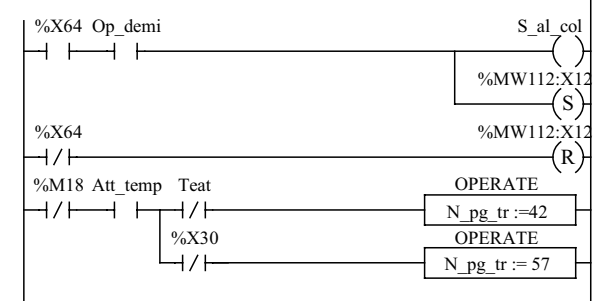 %X64 Op_demi S_al_col
%MW112:X12
S
%X64 %MW112:X12
R
%M18 Att_temp Teat OPERATE
N_pg_tr :=42
%X30 OPERATE
N_pg_tr := 57